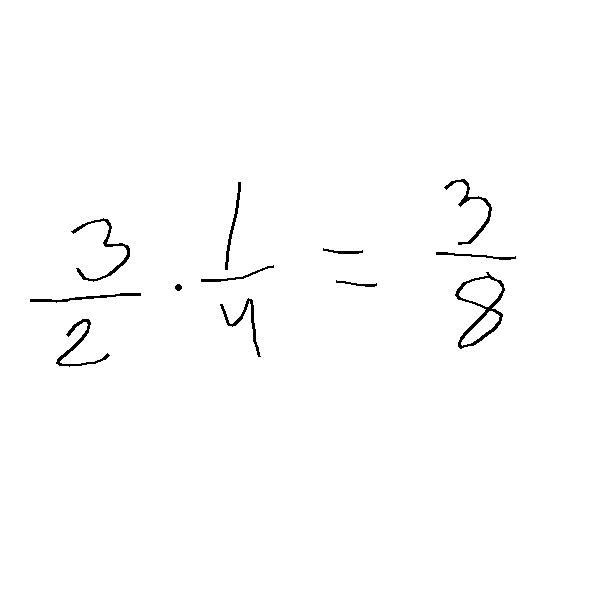 3/2 · 1/4 = 3/8